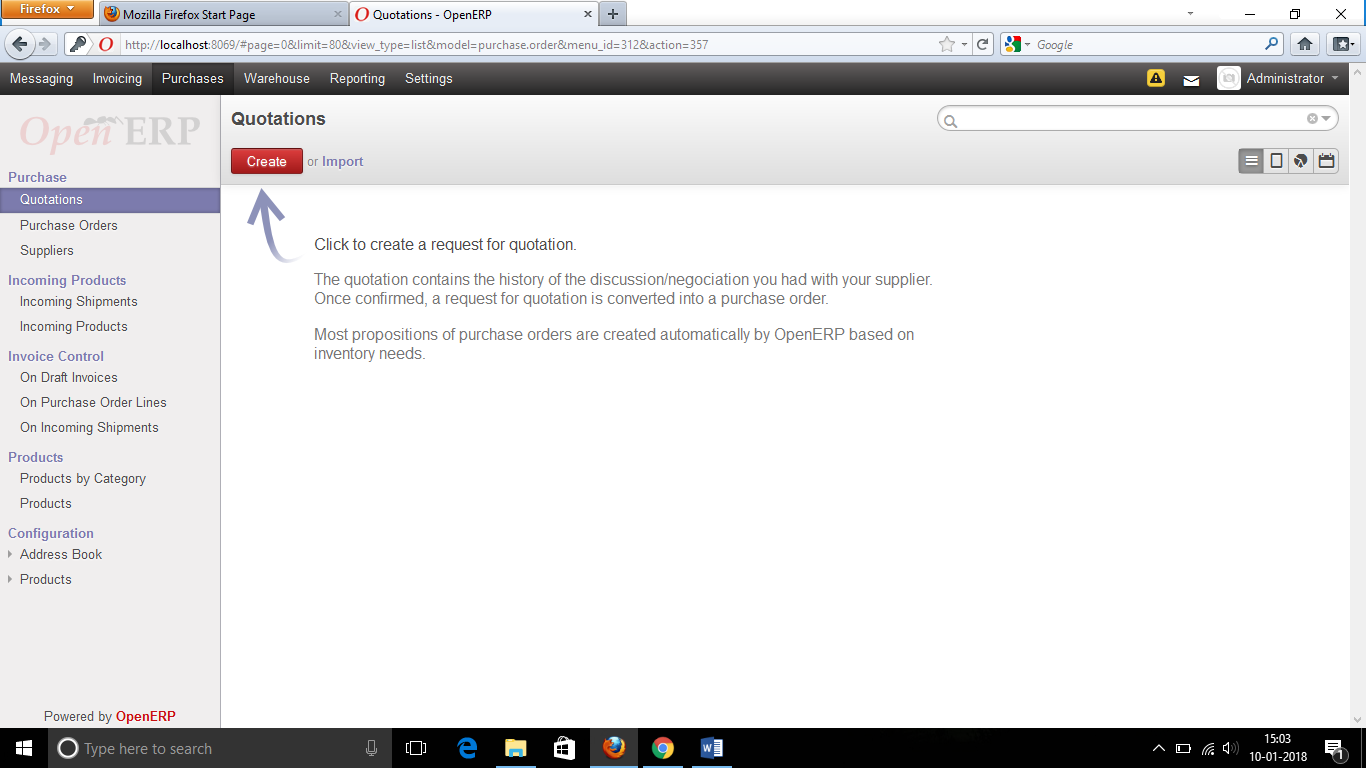 Firefox
Mozilla Firefox Start Page
Quotations - OpenERP
http://localhost:8069/#page=0&limit=80&view_type=list&model=purchase.order&menu_id=312&action=357
Google
Messaging Invoicing Purchases Warehouse Reporting Settings
Administrator
Open ERP
Quotations
Create or Import
Purchase
Quotations
Purchase Orders
Suppliers
Incoming Products
Incoming Shipments
Incoming Products
Invoice Control
On Draft Invoices
On Purchase Order Lines
On Incoming Shipments
Products
Products by Category
Products
Configuration
Address Book
Products
Powered by OpenERP
Click to create a request for quotation.
The quotation contains the history of the discussion/negociation you had with your supplier.
Once confirmed, a request for quotation is converted into a purchase order.
Most propositions of purchase orders are created automatically by OpenERP based on
inventory needs.
Type here to search
15:03
10-01-2018
1